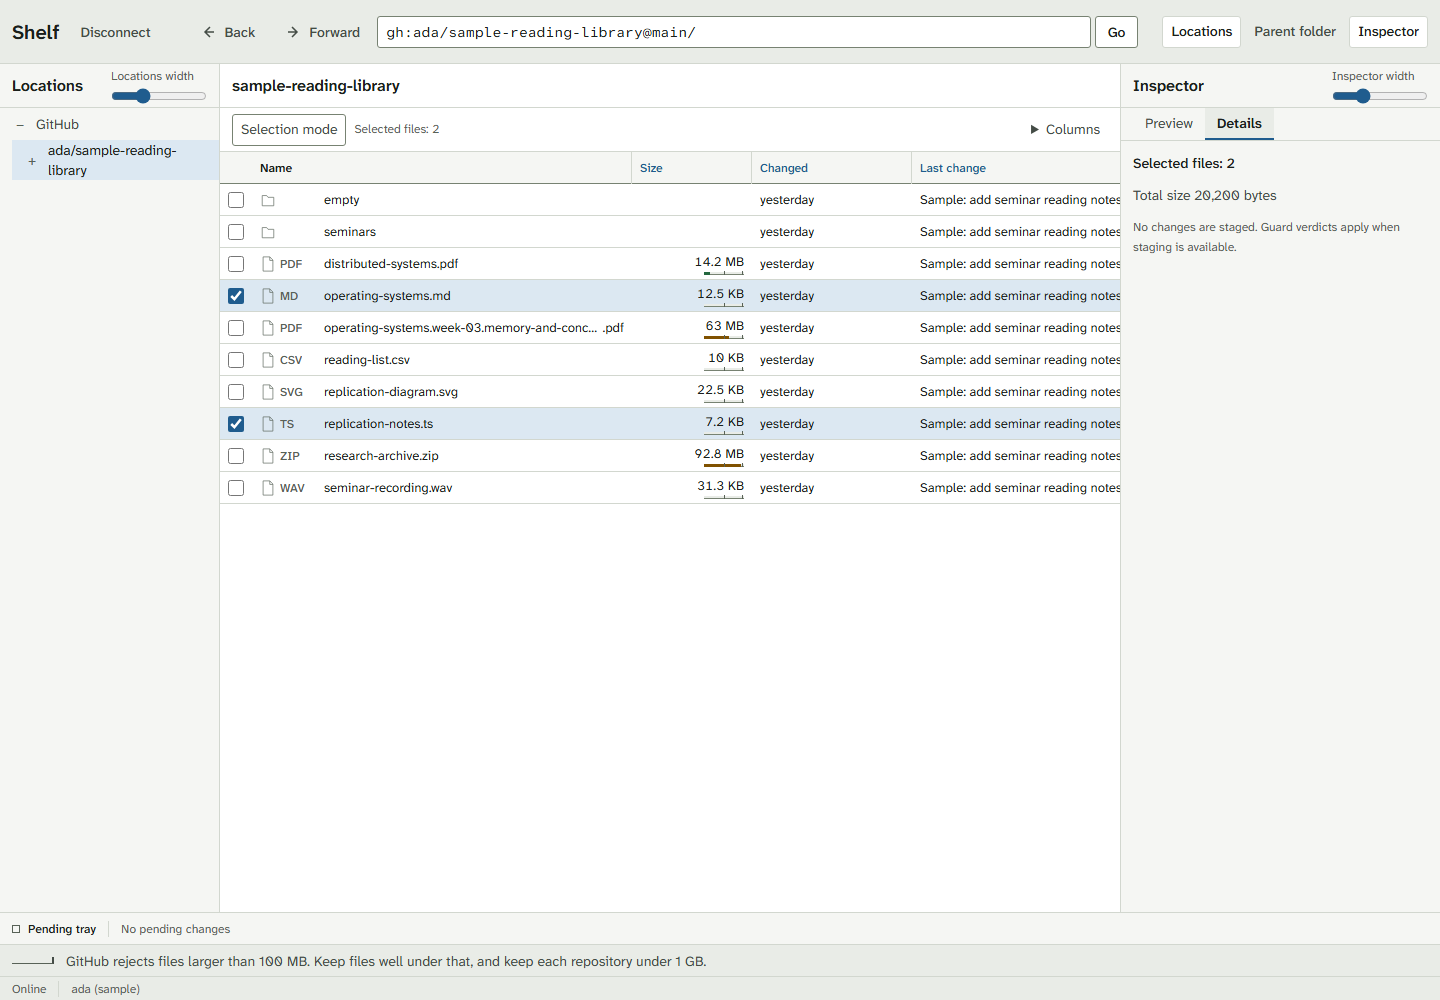 Shelf
Disconnect
Back
Forward
gh:ada/sample-reading-library@main/
Go
Locations
Parent folder
Inspector
Locations
Locations width
– GitHub
+ ada/sample-reading-
library
sample-reading-library
Selection mode
Selected files: 2
Columns
Name Size Changed Last change
empty yesterday Sample: add seminar reading notes
seminars yesterday Sample: add seminar reading notes
PDF distributed-systems.pdf 14.2 MB yesterday Sample: add seminar reading notes
MD operating-systems.md 12.5 KB yesterday Sample: add seminar reading notes
PDF operating-systems.week-03.memory-and-conc... .pdf 63 MB yesterday Sample: add seminar reading notes
CSV reading-list.csv 10 KB yesterday Sample: add seminar reading notes
SVG replication-diagram.svg 22.5 KB yesterday Sample: add seminar reading notes
TS replication-notes.ts 7.2 KB yesterday Sample: add seminar reading notes
ZIP research-archive.zip 92.8 MB yesterday Sample: add seminar reading notes
WAV seminar-recording.wav 31.3 KB yesterday Sample: add seminar reading notes
Inspector
Inspector width
Preview
Details
Selected files: 2
Total size 20,200 bytes
No changes are staged. Guard verdicts apply when
staging is available.
Pending tray
No pending changes
GitHub rejects files larger than 100 MB. Keep files well under that, and keep each repository under 1 GB.
Online
ada (sample)